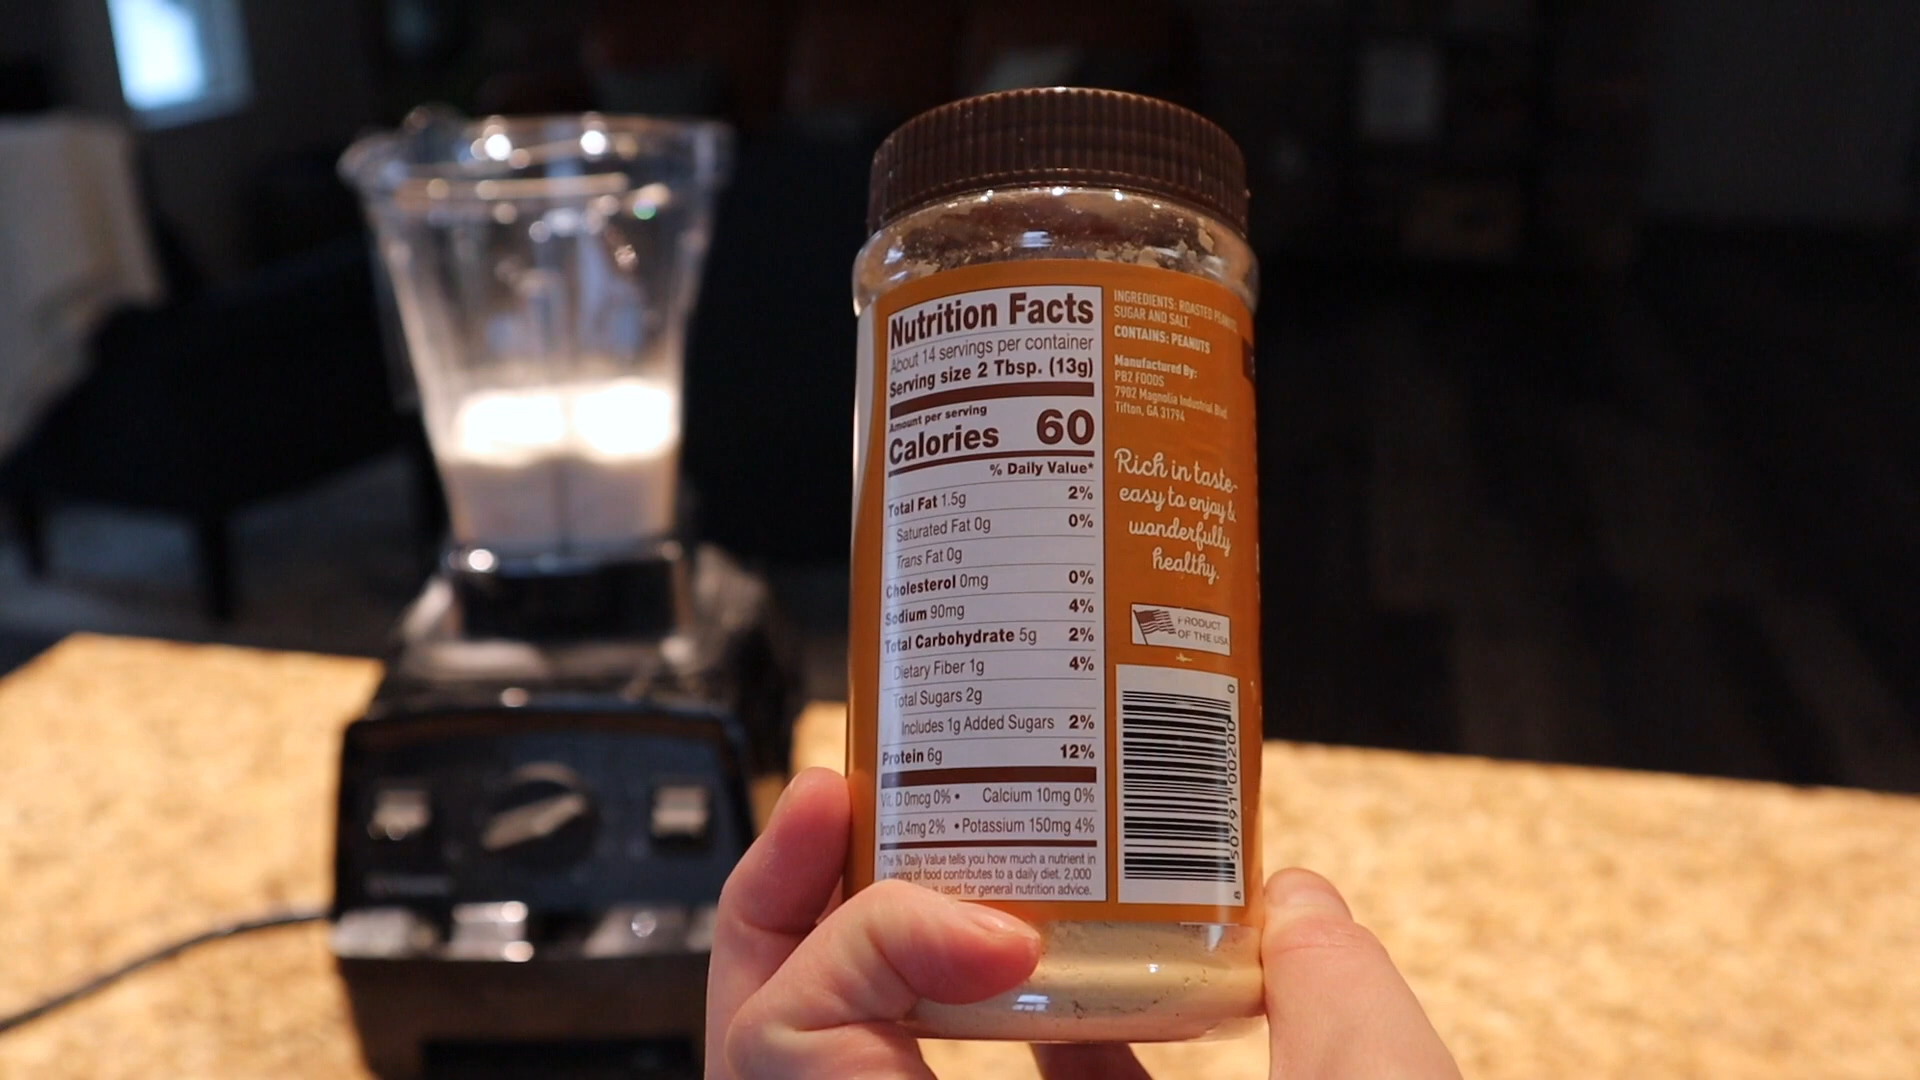 Nutrition Facts
About 14 servings per container
Serving size 2 Tbsp. (13g)
Amount per serving
Calories 60
% Daily Value*
Total Fat 1.5g 2%
Saturated Fat 0g 0%
Trans Fat 0g
Cholesterol 0mg 0%
Sodium 90mg 4%
Total Carbohydrate 5g 2%
Dietary Fiber 1g 4%
Total Sugars 2g
Includes 1g Added Sugars 2%
Protein 6g 12%
Vit. D 0mcg 0% • Calcium 10mg 0%
Iron 0.4mg 2% • Potassium 150mg 4%
* The % Daily Value tells you how much a nutrient in
a serving of food contributes to a daily diet. 2,000
is used for general nutrition advice.
INGREDIENTS: ROASTED PEANUTS,
SUGAR AND SALT.
CONTAINS: PEANUTS
Manufactured By:
PB2 FOODS
7902 Magnolia Industrial Blvd
Tifton, GA 31794
Rich in taste-
easy to enjoy &
wonderfully
healthy.
PRODUCT
OF THE USA
8 50791 00200 0